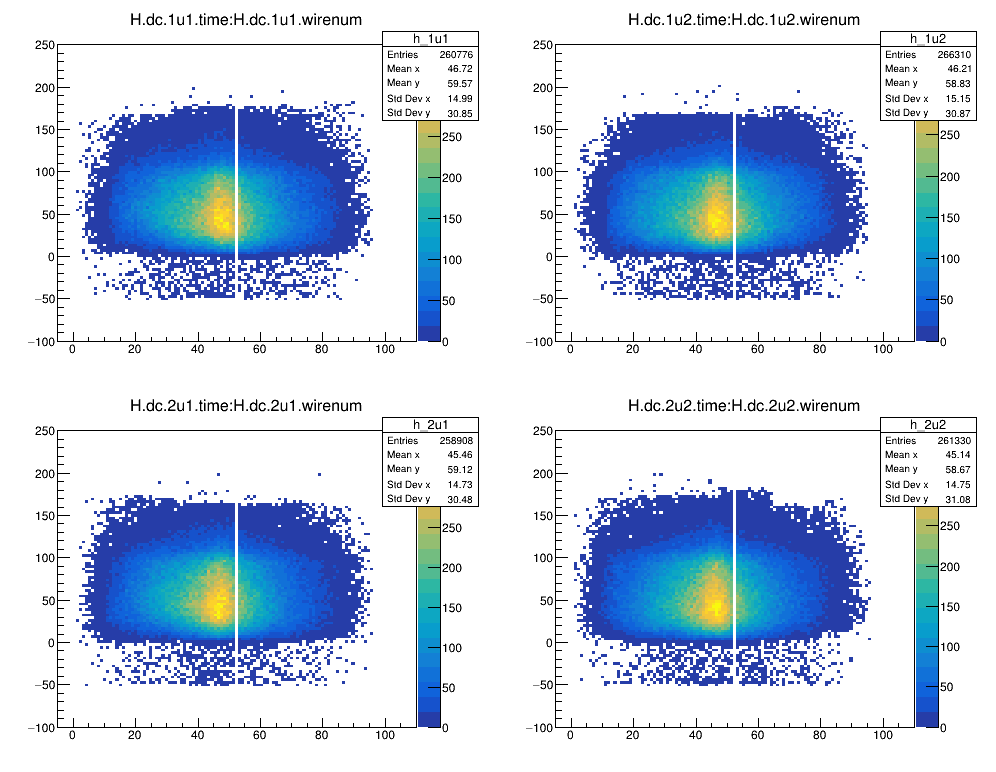 H.dc.1u1.time:H.dc.1u1.wirenum
h_1u1
Entries 260776
Mean x 46.72
Mean y 59.57
Std Dev x 14.99
Std Dev y 30.85
250
200
150
100
50
0
−50
−100
0 20 40 60 80 100
250
200
150
100
50
0
H.dc.1u2.time:H.dc.1u2.wirenum
h_1u2
Entries 266310
Mean x 46.21
Mean y 58.83
Std Dev x 15.15
Std Dev y 30.87
250
200
150
100
50
0
−50
−100
0 20 40 60 80 100
250
200
150
100
50
0
H.dc.2u1.time:H.dc.2u1.wirenum
h_2u1
Entries 258908
Mean x 45.46
Mean y 59.12
Std Dev x 14.73
Std Dev y 30.48
250
200
150
100
50
0
−50
−100
0 20 40 60 80 100
250
200
150
100
50
0
H.dc.2u2.time:H.dc.2u2.wirenum
h_2u2
Entries 261330
Mean x 45.14
Mean y 58.67
Std Dev x 14.75
Std Dev y 31.08
250
200
150
100
50
0
−50
−100
0 20 40 60 80 100
250
200
150
100
50
0